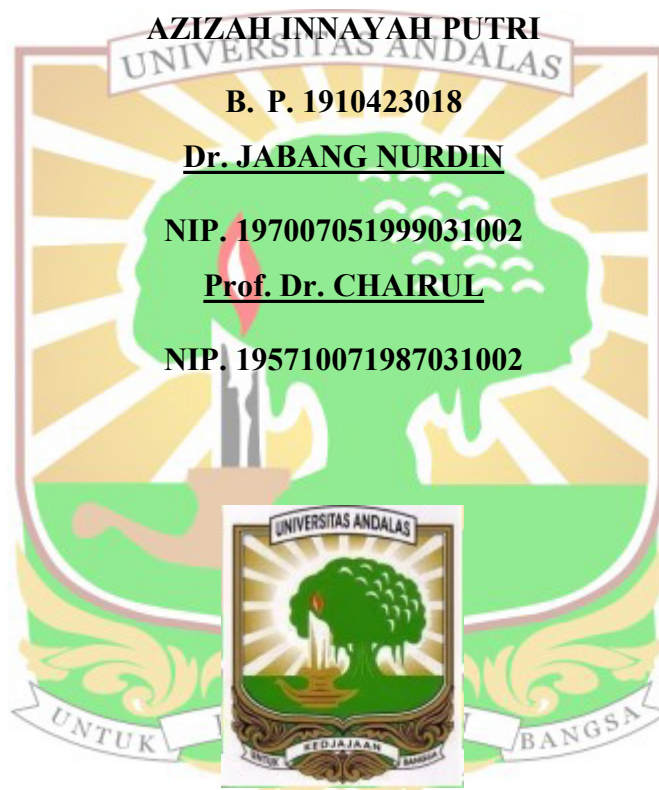 AZIZAH INNAYAH PUTRI
UNIVERSITAS ANDALAS
B. P. 1910423018
Dr. JABANG NURDIN
NIP. 197007051999031002
Prof. Dr. CHAIRUL
NIP. 195710071987031002
UNIVERSITAS ANDALAS
UNTUK BANGSA
UNTUK KEDJAJAAN BANGSA